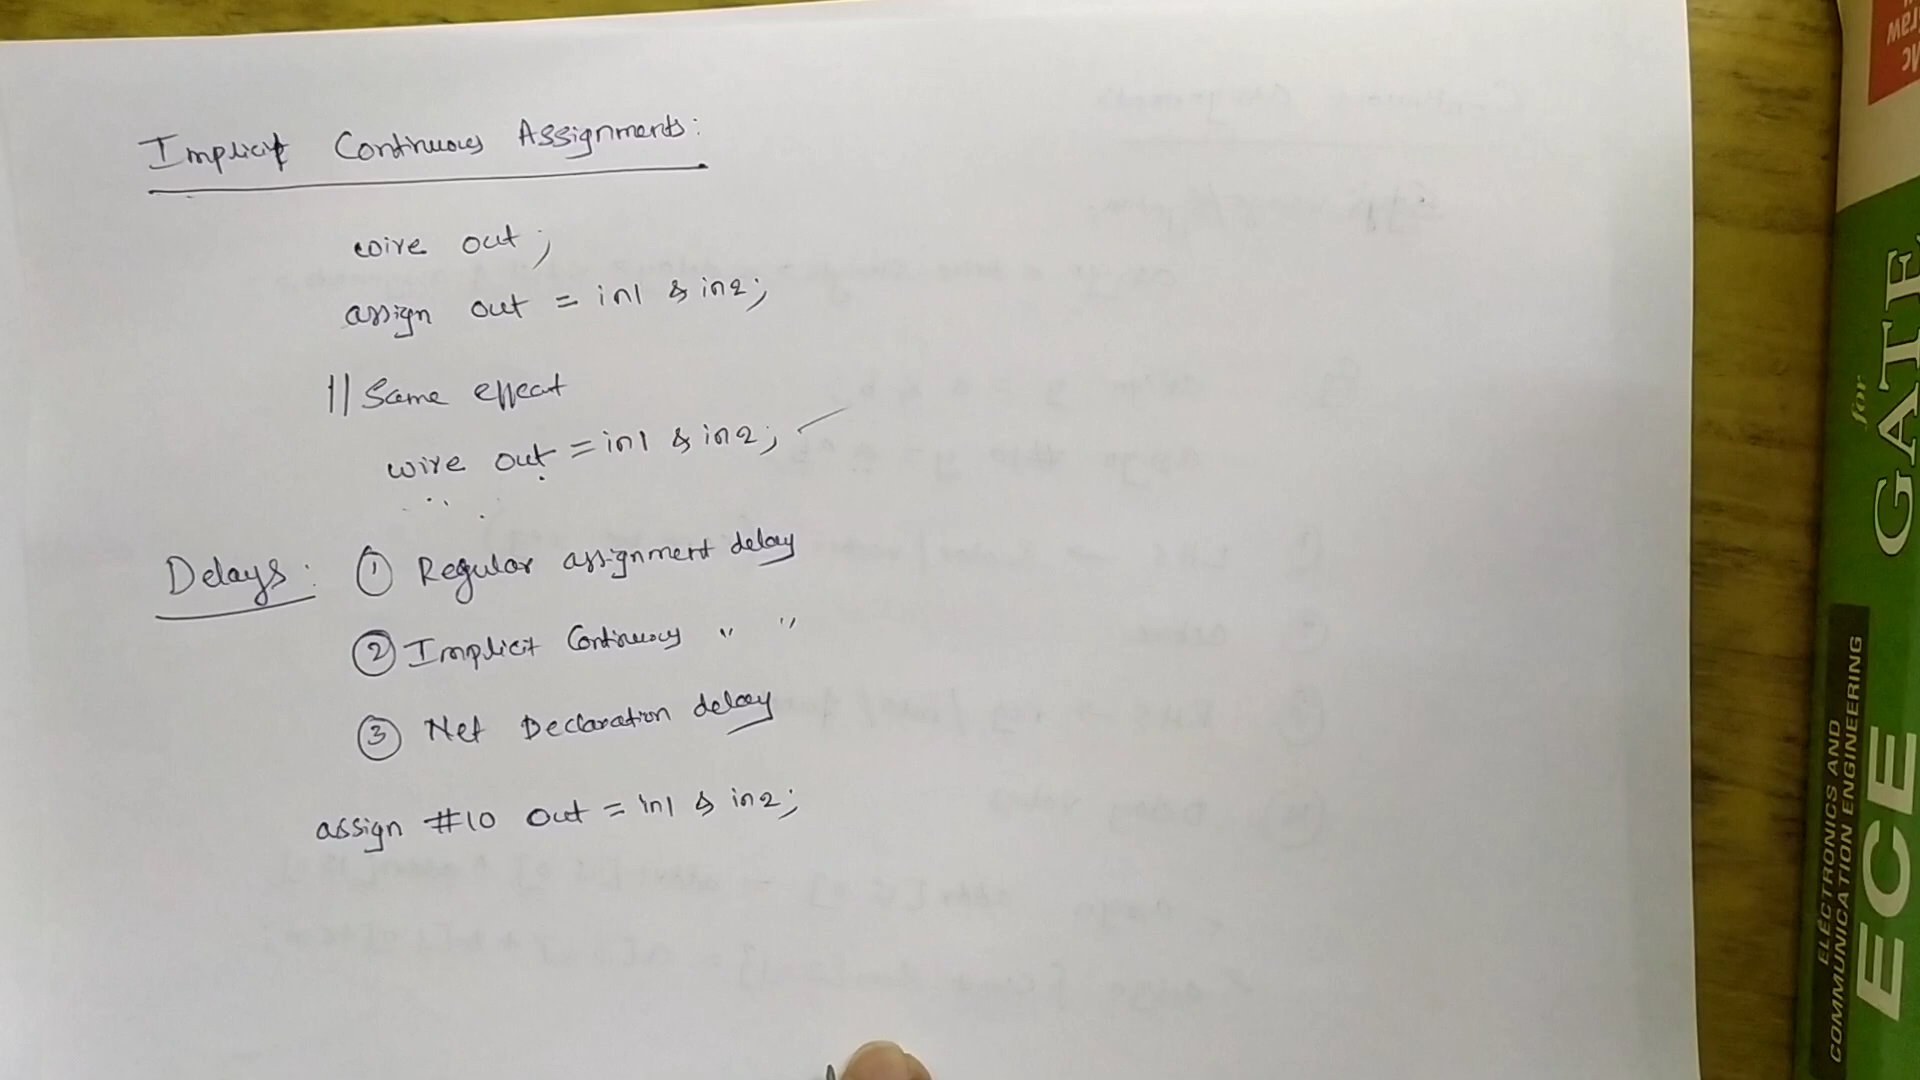 Implicit Continuous Assignments:
wire out;
assign out = in1 & in2;
// Same effect
wire out = in1 & in2;
Delays: ① Regular assignment delay
② Implicit Continuous " "
③ Net Declaration delay
assign #10 out = in1 & in2;
for
GATE
ELECTRONICS AND
COMMUNICATION ENGINEERING
ECE